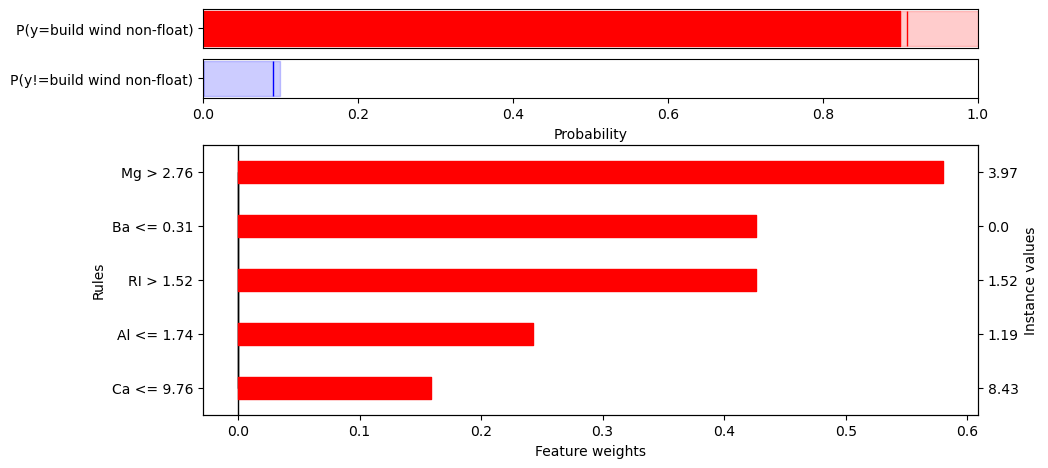 P(y=build wind non-float)
P(y!=build wind non-float)
0.0 0.2 0.4 0.6 0.8 1.0
Probability
Mg > 2.76 3.97
Ba <= 0.31 0.0
RI > 1.52 1.52
Al <= 1.74 1.19
Ca <= 9.76 8.43
Rules
Instance values
0.0 0.1 0.2 0.3 0.4 0.5 0.6
Feature weights